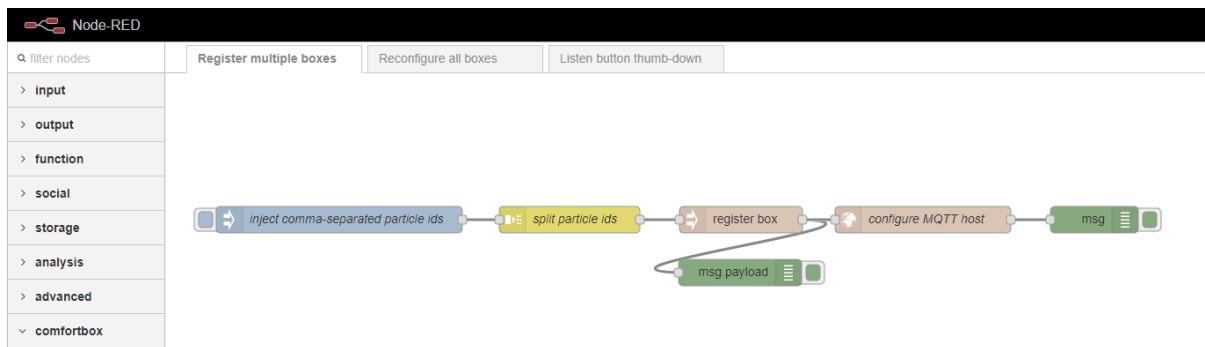 Node-RED
filter nodes
Register multiple boxes
Reconfigure all boxes
Listen button thumb-down
input
output
function
social
storage
analysis
advanced
comfortbox
inject comma-separated particle ids
split particle ids
register box
configure MQTT host
msg
msg.payload